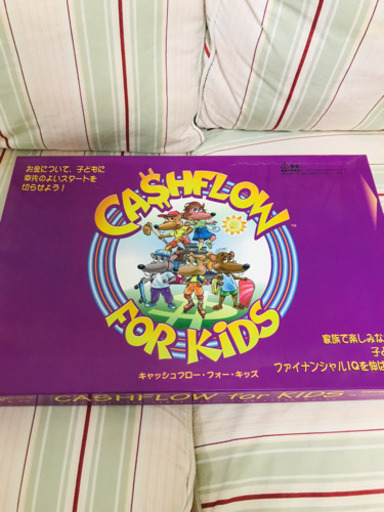 お金について、子どもに
幸先のよいスタートを
切らせよう！
CA$HFLOW
™
FOR KiDS
キャッシュフロー・フォー・キッズ
家族で楽しみな
子ど
ファイナンシャルIQを伸ば
CASHFLOW for KIDS